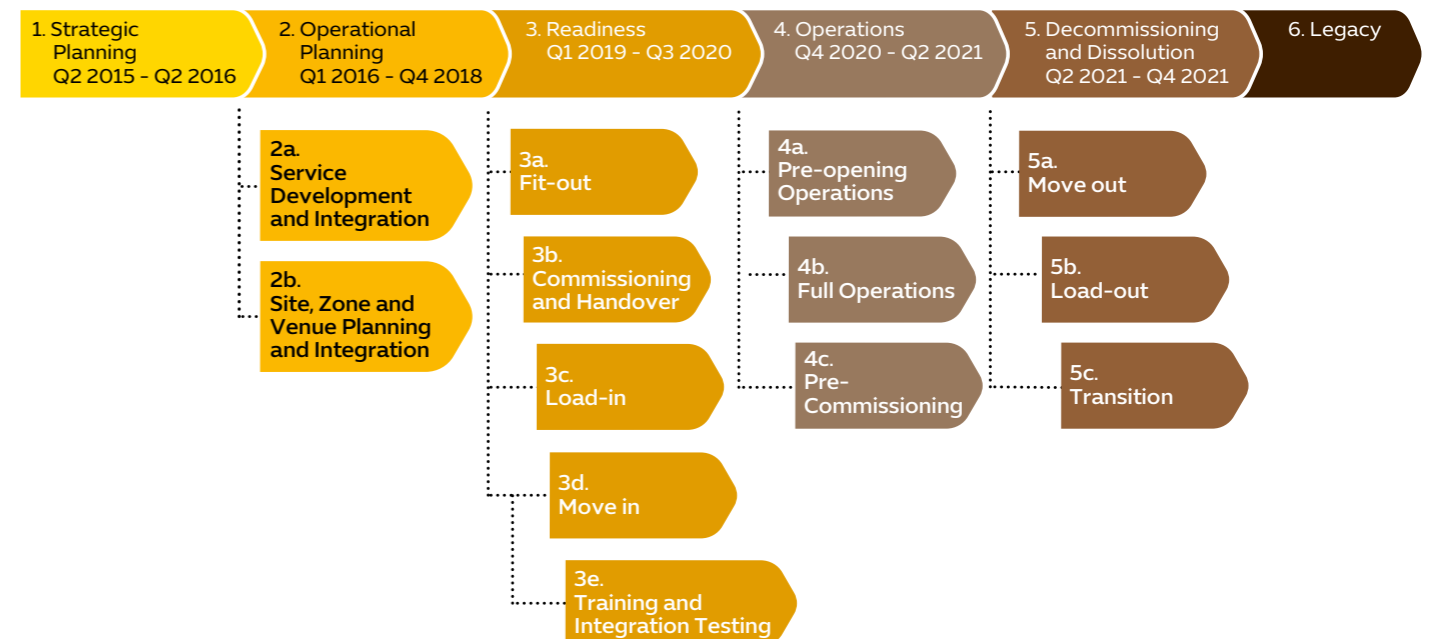 1. Strategic
Planning
Q2 2015 - Q2 2016
2. Operational
Planning
Q1 2016 - Q4 2018
3. Readiness
Q1 2019 - Q3 2020
4. Operations
Q4 2020 - Q2 2021
5. Decommissioning
and Dissolution
Q2 2021 - Q4 2021
6. Legacy
2a.
Service
Development
and Integration
2b.
Site, Zone and
Venue Planning
and Integration
3a.
Fit-out
3b.
Commissioning
and Handover
3c.
Load-in
3d.
Move in
3e.
Training and
Integration Testing
4a.
Pre-opening
Operations
4b.
Full Operations
4c.
Pre-
Commissioning
5a.
Move out
5b.
Load-out
5c.
Transition